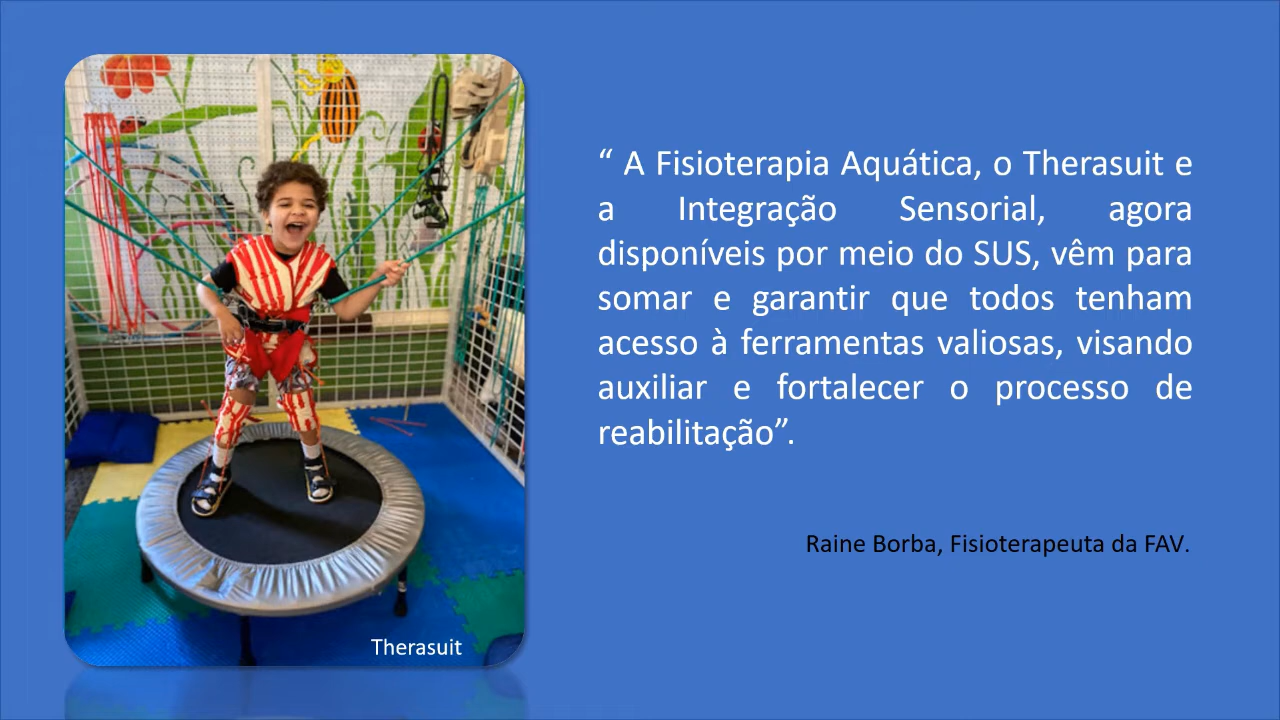 “ A Fisioterapia Aquática, o Therasuit e
a Integração Sensorial, agora
disponíveis por meio do SUS, vêm para
somar e garantir que todos tenham
acesso à ferramentas valiosas, visando
auxiliar e fortalecer o processo de
reabilitação”.
Raine Borba, Fisioterapeuta da FAV.
Therasuit